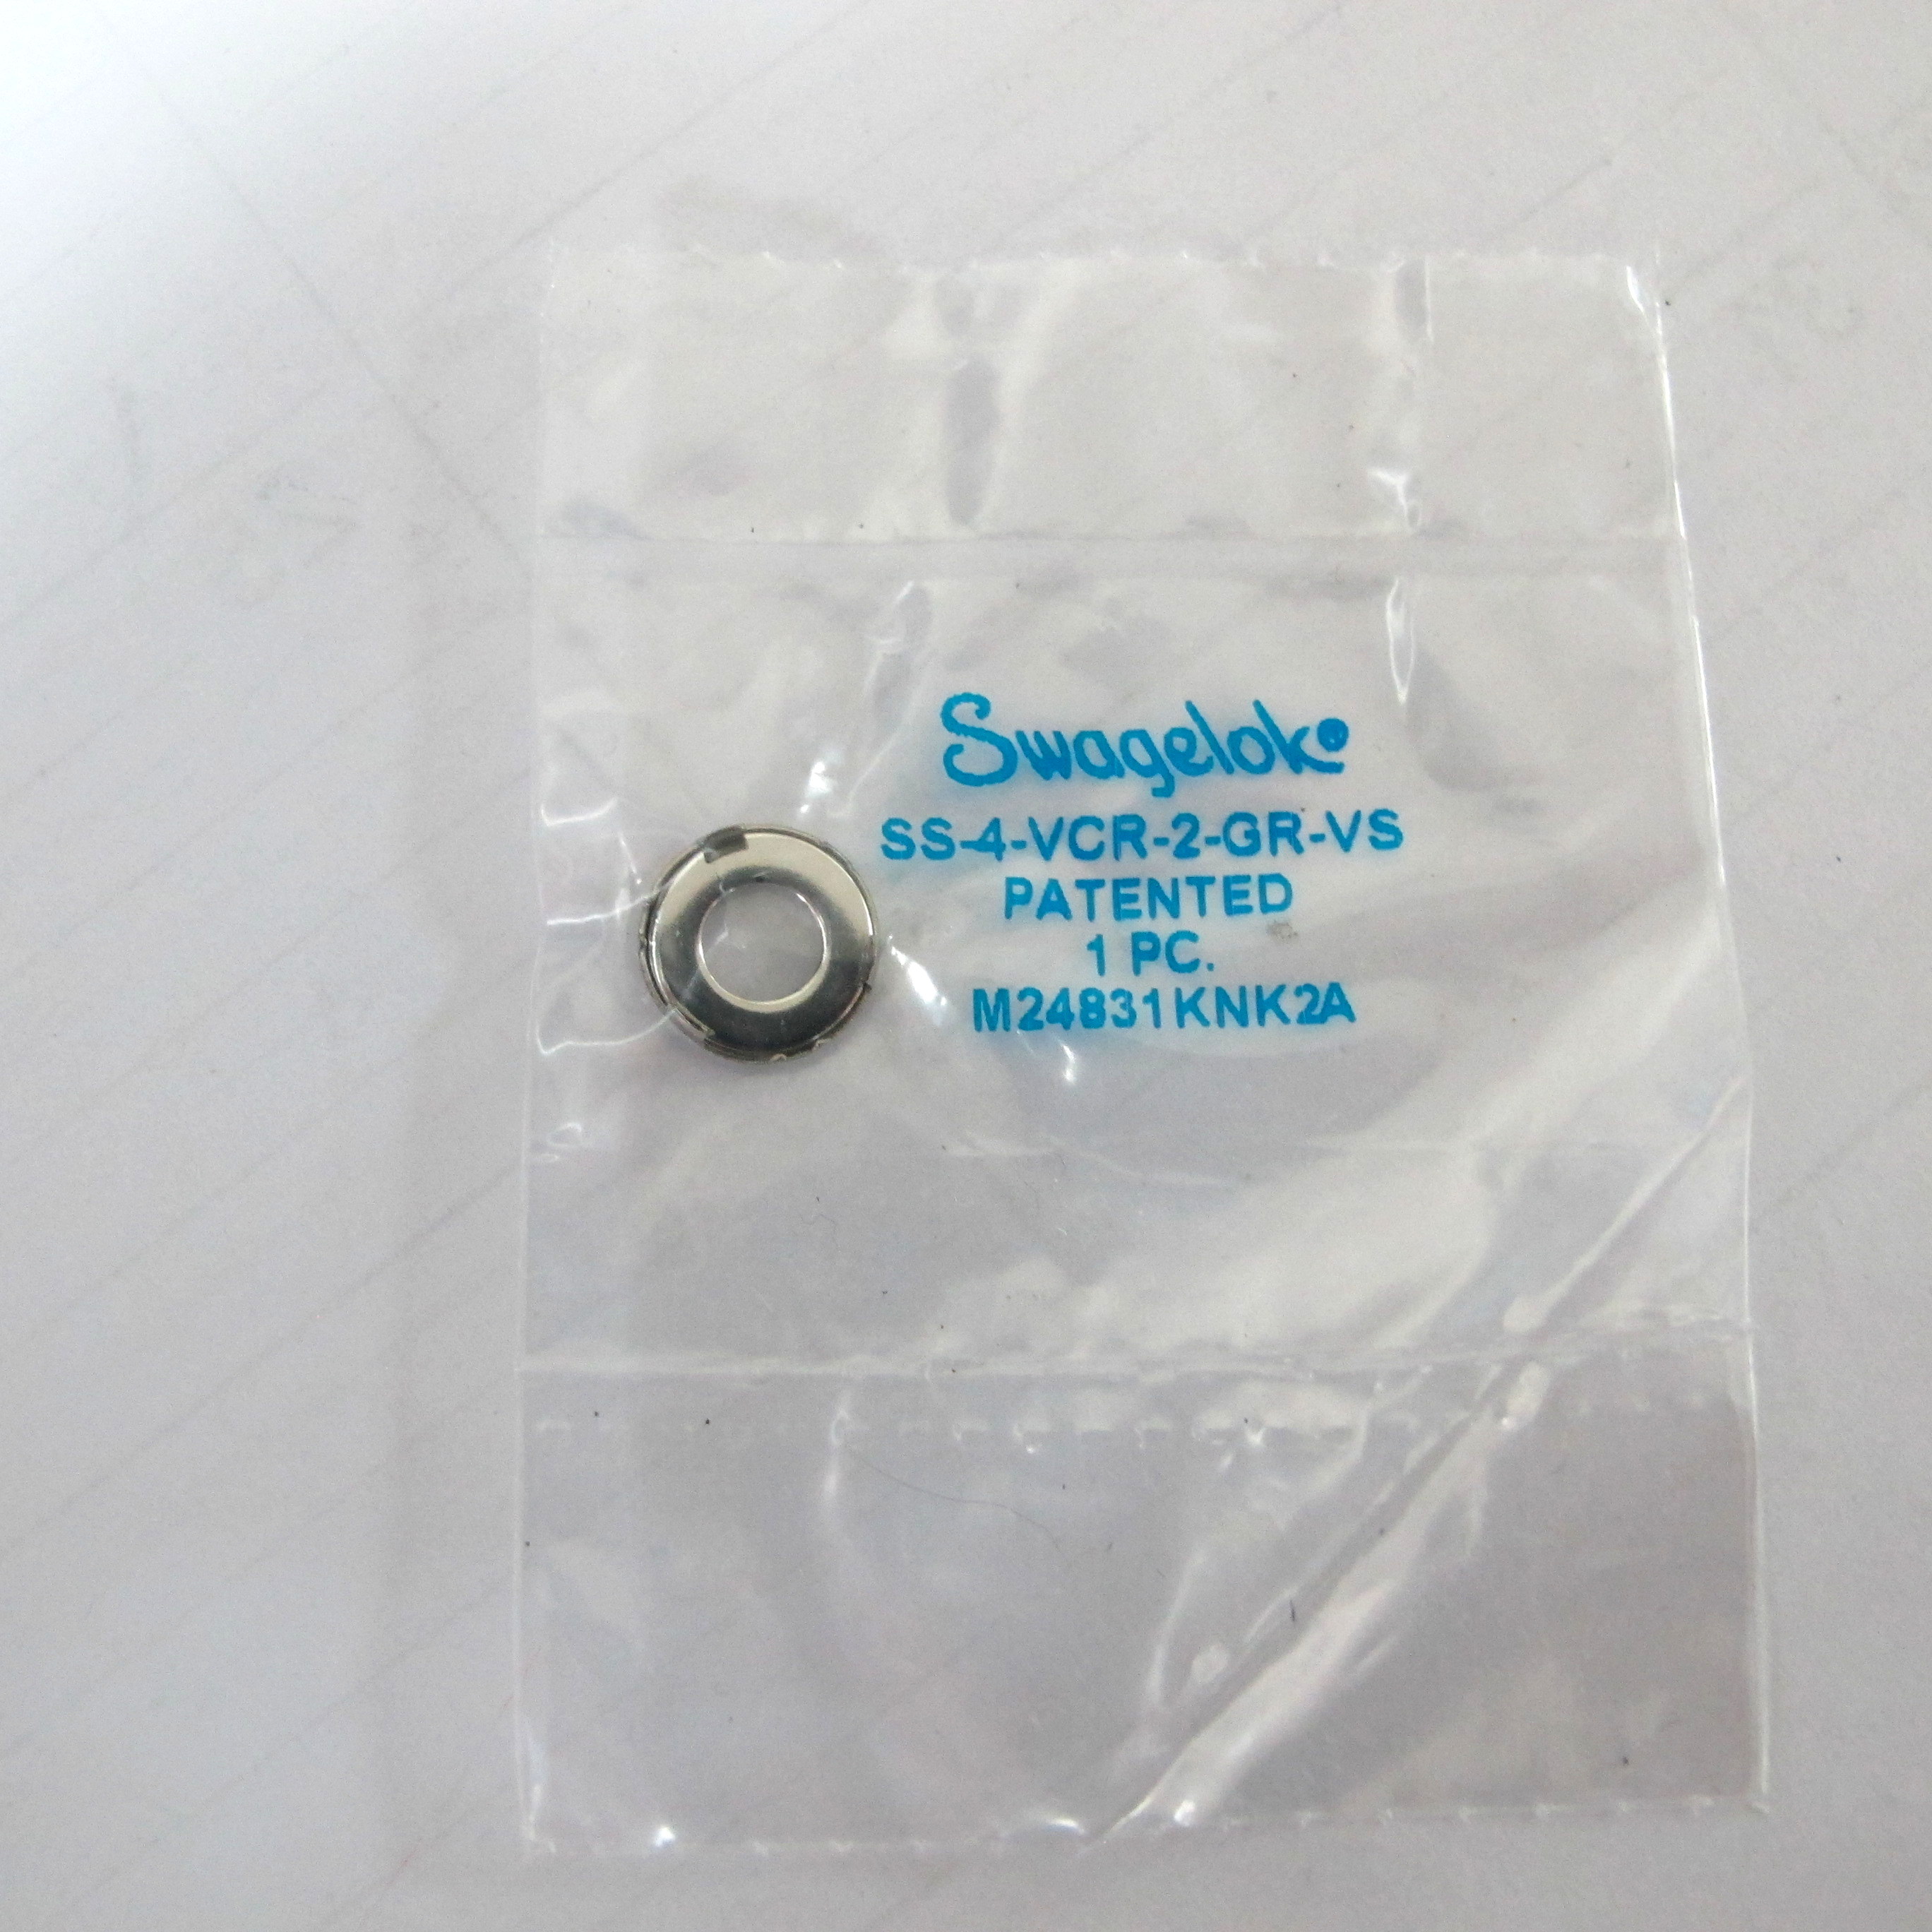 Swagelok®
SS-4-VCR-2-GR-VS
PATENTED
1 PC.
M24831KNK2A